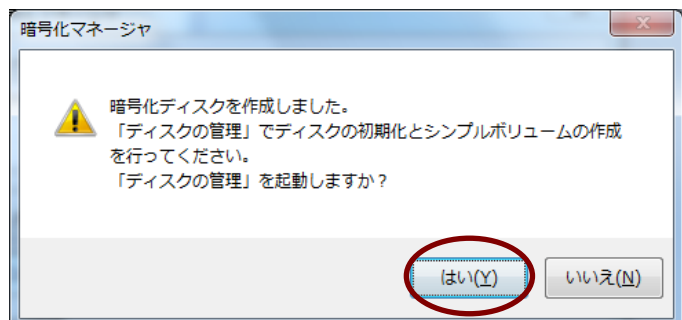 暗号化マネージャ
暗号化ディスクを作成しました。
「ディスクの管理」でディスクの初期化とシンプルボリュームの作成
を行ってください。
「ディスクの管理」を起動しますか？
はい(Y) いいえ(N)